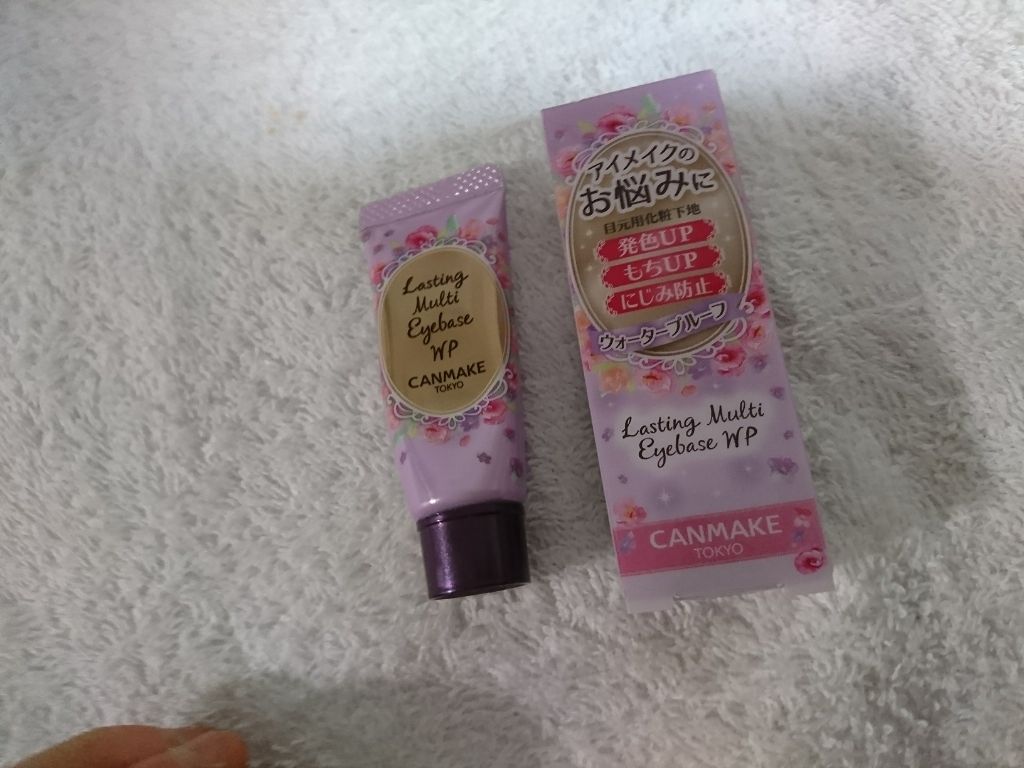 Lasting
Multi
Eyebase
WP
CANMAKE
TOKYO
アイメイクの
お悩みに
目元用化粧下地
発色UP
もちUP
にじみ防止
ウォータープルーフ
Lasting Multi
Eyebase WP
CANMAKE
TOKYO